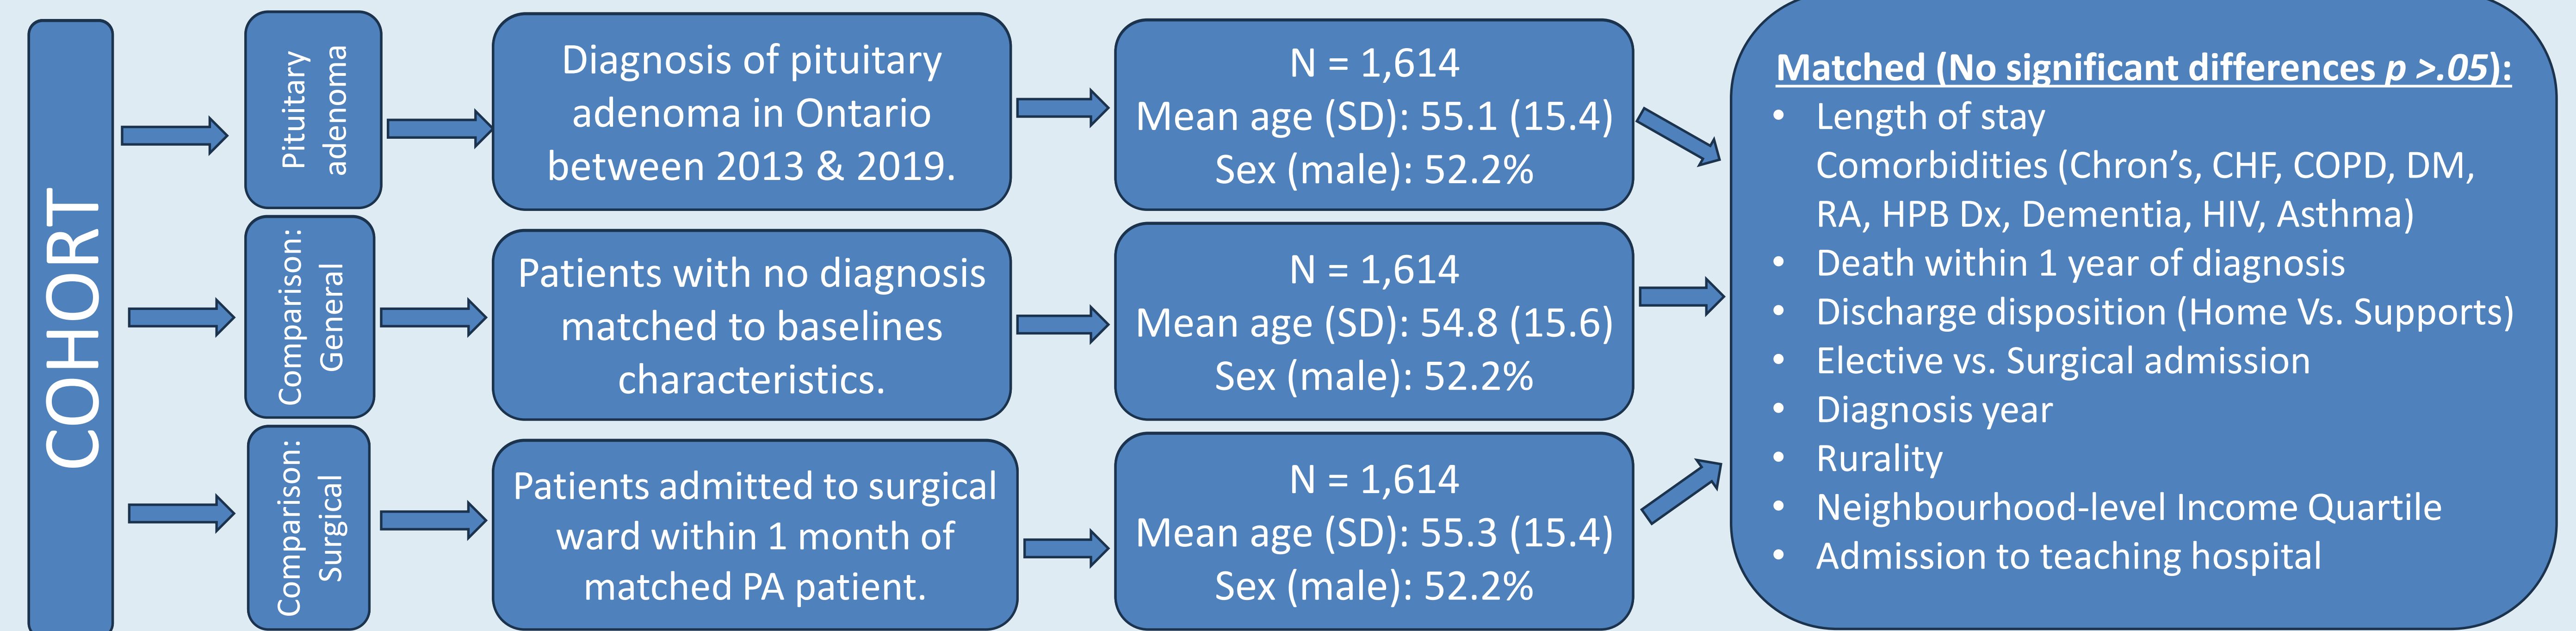 COHORT
Pituitary
adenoma
Diagnosis of pituitary
adenoma in Ontario
between 2013 & 2019.
N = 1,614
Mean age (SD): 55.1 (15.4)
Sex (male): 52.2%
Comparison:
General
Patients with no diagnosis
matched to baselines
characteristics.
N = 1,614
Mean age (SD): 54.8 (15.6)
Sex (male): 52.2%
Comparison:
Surgical
Patients admitted to surgical
ward within 1 month of
matched PA patient.
N = 1,614
Mean age (SD): 55.3 (15.4)
Sex (male): 52.2%
Matched (No significant differences p >.05):
• Length of stay
Comorbidities (Chron’s, CHF, COPD, DM,
RA, HPB Dx, Dementia, HIV, Asthma)
• Death within 1 year of diagnosis
• Discharge disposition (Home Vs. Supports)
• Elective vs. Surgical admission
• Diagnosis year
• Rurality
• Neighbourhood-level Income Quartile
• Admission to teaching hospital